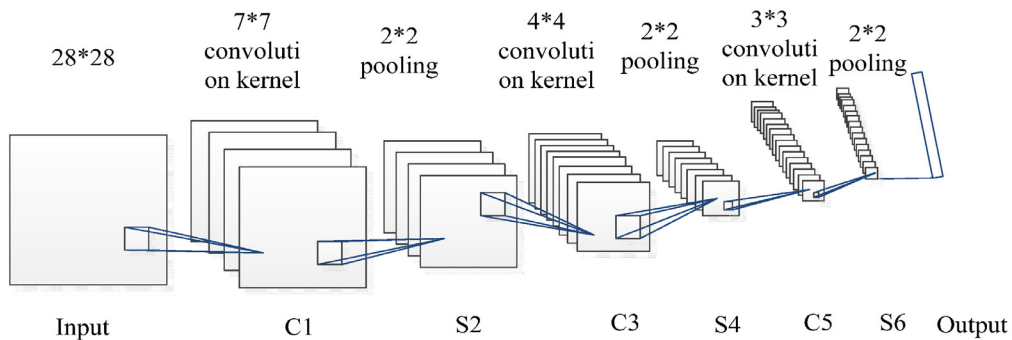 28*28
7*7
convoluti
on kernel
2*2
pooling
4*4
convoluti
on kernel
2*2
pooling
3*3
convoluti
on kernel
2*2
pooling
Input
C1
S2
C3
S4
C5
S6
Output